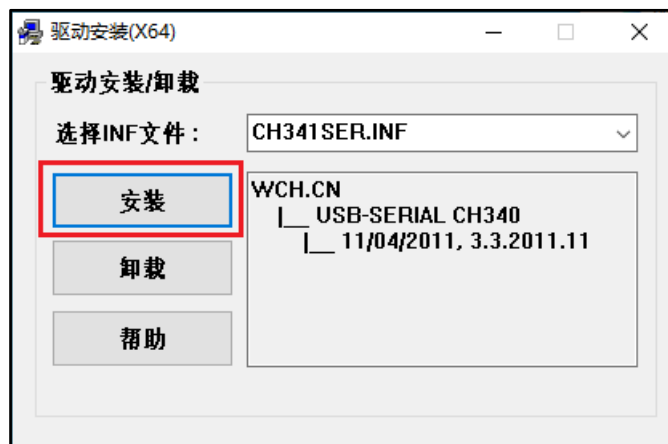 驱动安装(X64)
驱动安装/卸载
选择INF文件：
CH341SER.INF
安装
WCH.CN
|__ USB-SERIAL CH340
|__ 11/04/2011, 3.3.2011.11
卸载
帮助